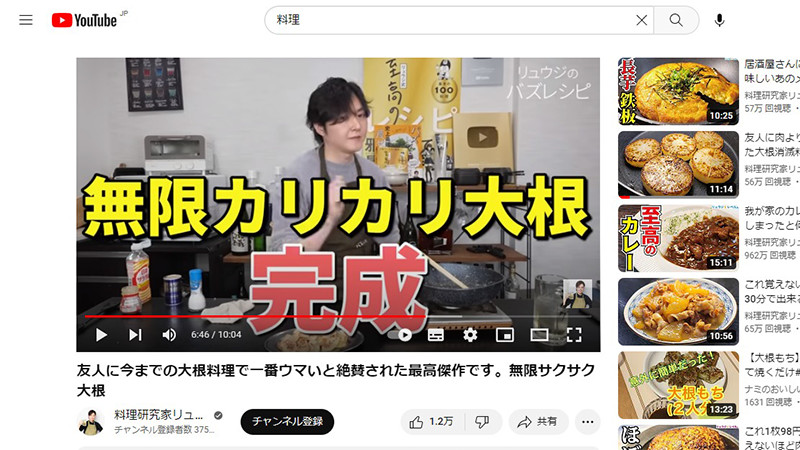 YouTube JP
料理
リュウジの
バズレシピ
至高の
レシピ
100
無限カリカリ大根
完成
6:46 / 10:04
友人に今までの大根料理で一番ウマいと絶賛された最高傑作です。無限サクサク
大根
料理研究家リュ...
チャンネル登録者数 375...
チャンネル登録
1.2万
共有
長芋
鉄板
10:25
居酒屋さんに
味しいあの
料理研究家リュ
57万 回視聴 ・
11:14
友人に肉より
た大根消滅料
料理研究家リュ
56万 回視聴 ・
至高の
カレー
15:11
我が家のカレ
しまったと
料理研究家リュ
962万 回視聴 ・
10:56
これ覚えない
30分で出来
料理研究家リュ
65万 回視聴 ・
意外に簡単だった!
大根もち
(2人
13:23
【大根もち】
て焼くだけ#
ナミのおいしい
1631 回視聴 ・
ほど
これ1枚98円
えないほど